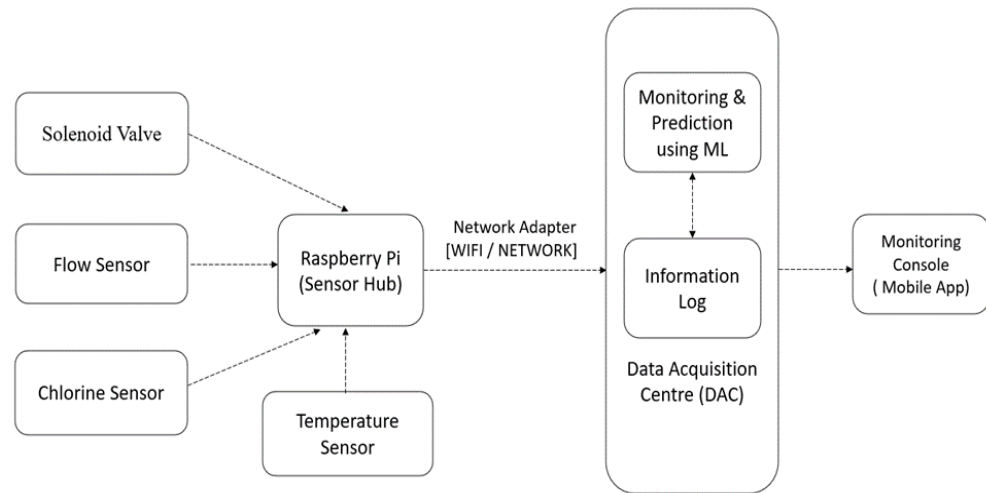 Solenoid Valve
Flow Sensor
Chlorine Sensor
Temperature
Sensor
Raspberry Pi
(Sensor Hub)
Network Adapter
[WIFI / NETWORK]
Monitoring &
Prediction
using ML
Information
Log
Data Acquisition
Centre (DAC)
Monitoring
Console
( Mobile App)